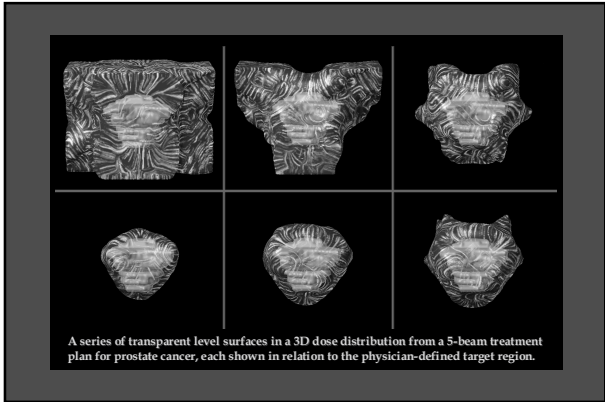 A series of transparent level surfaces in a 3D dose distribution from a 5-beam treatment
plan for prostate cancer, each shown in relation to the physician-defined target region.